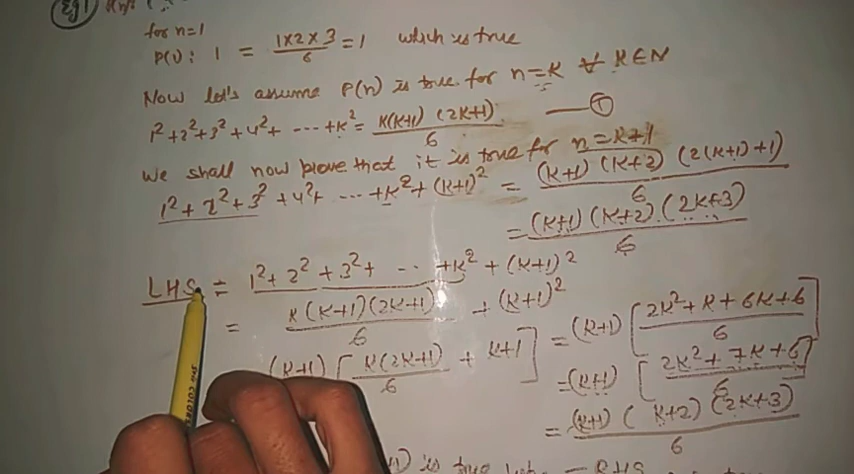 Eg 1
for n=1
P(1): 1 = 1×2×3/6 = 1 which is true
Now let's assume P(n) is true for n=K ∀ K∈N
1²+2²+3²+4²+ ---+K² = K(K+1)(2K+1)/6 —— ①
We shall now prove that it is true for n=K+1
1²+2²+3²+4²+ ---+K²+(K+1)² = (K+1)(K+2)(2(K+1)+1)/6
= (K+1)(K+2)(2K+3)/6
LHS = 1²+2²+3²+ --- +K²+(K+1)²
= K(K+1)(2K+1)/6 + (K+1)²
(K+1)[K(2K+1)/6 + K+1] = (K+1)[2K²+K+6K+6/6]
= (K+1)[2K²+7K+6/6]
= (K+1)(K+2)(2K+3)/6
is true = RHS